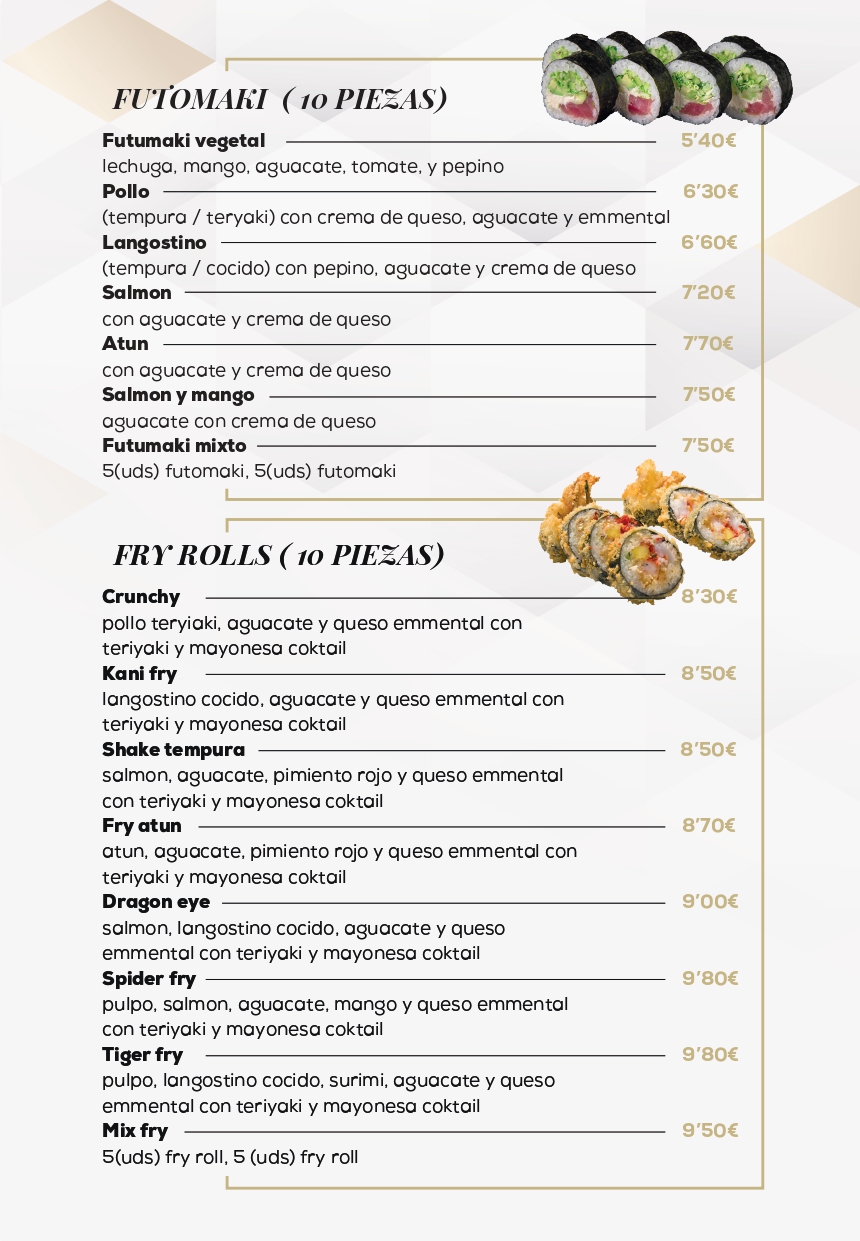 FUTOMAKI ( 10 PIEZAS)
Futumaki vegetal 5'40€
lechuga, mango, aguacate, tomate, y pepino
Pollo 6'30€
(tempura / teryaki) con crema de queso, aguacate y emmental
Langostino 6'60€
(tempura / cocido) con pepino, aguacate y crema de queso
Salmon 7'20€
con aguacate y crema de queso
Atun 7'70€
con aguacate y crema de queso
Salmon y mango 7'50€
aguacate con crema de queso
Futumaki mixto 7'50€
5(uds) futomaki, 5(uds) futomaki
FRY ROLLS ( 10 PIEZAS)
Crunchy 8'30€
pollo teryiaki, aguacate y queso emmental con
teriyaki y mayonesa coktail
Kani fry 8'50€
langostino cocido, aguacate y queso emmental con
teriyaki y mayonesa coktail
Shake tempura 8'50€
salmon, aguacate, pimiento rojo y queso emmental
con teriyaki y mayonesa coktail
Fry atun 8'70€
atun, aguacate, pimiento rojo y queso emmental con
teriyaki y mayonesa coktail
Dragon eye 9'00€
salmon, langostino cocido, aguacate y queso
emmental con teriyaki y mayonesa coktail
Spider fry 9'80€
pulpo, salmon, aguacate, mango y queso emmental
con teriyaki y mayonesa coktail
Tiger fry 9'80€
pulpo, langostino cocido, surimi, aguacate y queso
emmental con teriyaki y mayonesa coktail
Mix fry 9'50€
5(uds) fry roll, 5 (uds) fry roll